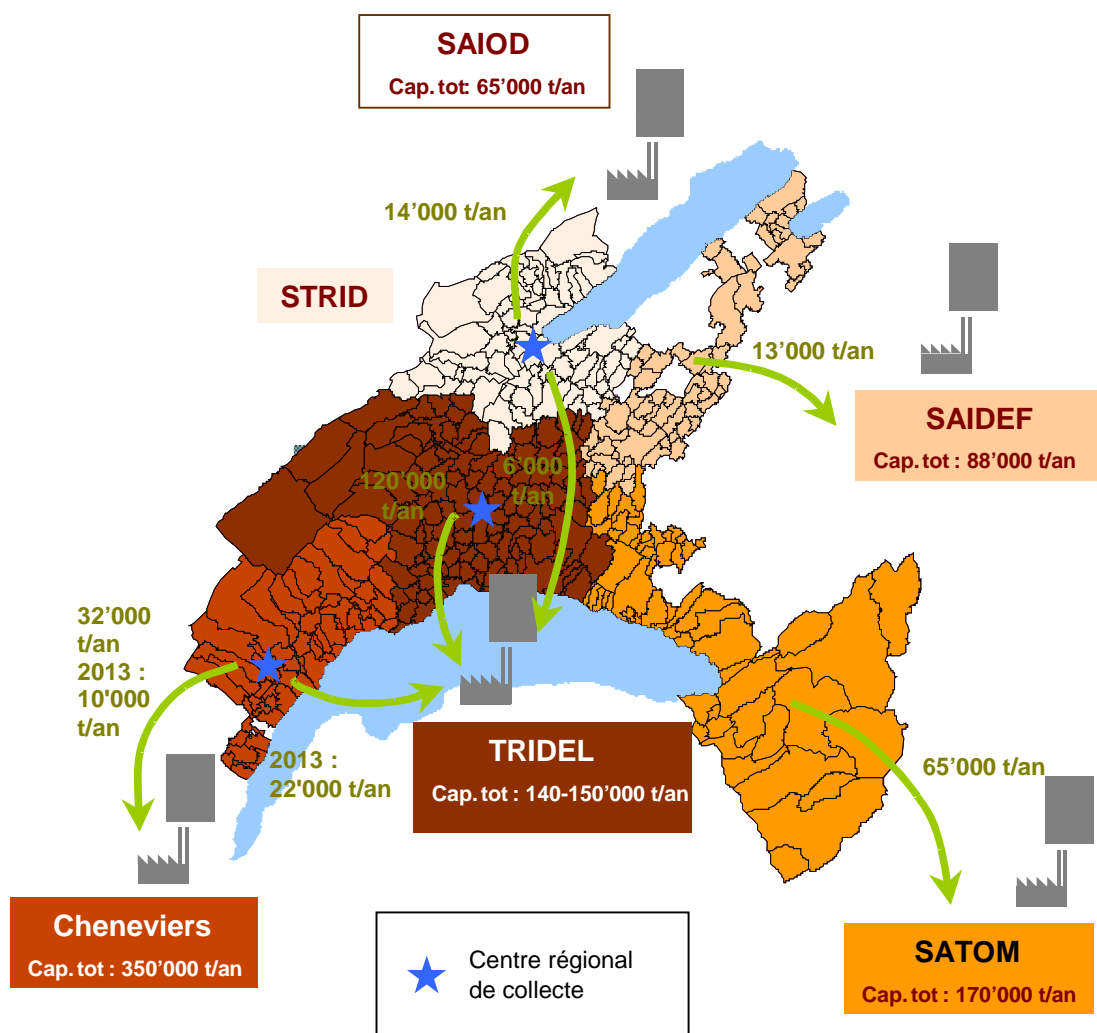 SAIOD
Cap. tot: 65’000 t/an
14’000 t/an
STRID
13’000 t/an
SAIDEF
Cap. tot : 88’000 t/an
120’000
t/an
6’000
t/an
32’000
t/an
2013 :
10'000
t/an
2013 :
22'000 t/an
TRIDEL
Cap. tot : 140-150’000 t/an
65’000 t/an
Cheneviers
Cap. tot : 350’000 t/an
Centre régional
de collecte
SATOM
Cap. tot : 170’000 t/an